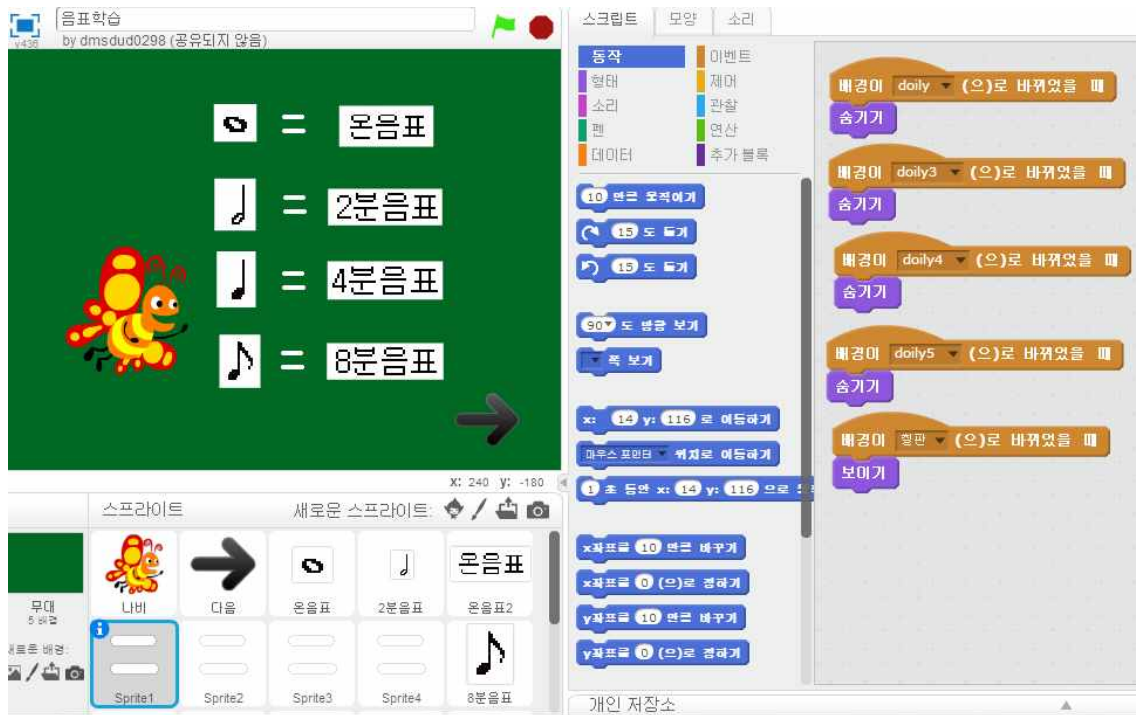 음표학습
v436
by dmsdud0298 (공유되지 않음)
= 온음표
= 2분음표
= 4분음표
= 8분음표
x: 240 y: -180
스프라이트 새로운 스프라이트:
무대
5 배경
새로운 배경:
나비
다음
온음표
2분음표
온음표
온음표2
Sprite1
Sprite2
Sprite3
Sprite4
8분음표
스크립트 모양 소리
동작 이벤트
형태 제어
소리 관찰
펜 연산
데이터 추가 블록
10 만큼 움직이기
15 도 돌기
15 도 돌기
90 도 방향 보기
쪽 보기
x: 14 y: 116 로 이동하기
마우스 포인터 위치로 이동하기
1 초 동안 x: 14 y: 116 으로
x좌표를 10 만큼 바꾸기
x좌표를 0 (으)로 정하기
y좌표를 10 만큼 바꾸기
y좌표를 0 (으)로 정하기
개인 저장소
배경이 doily (으)로 바뀌었을 때
숨기기
배경이 doily3 (으)로 바뀌었을 때
숨기기
배경이 doily4 (으)로 바뀌었을 때
숨기기
배경이 doily5 (으)로 바뀌었을 때
숨기기
배경이 칠판 (으)로 바뀌었을 때
보이기